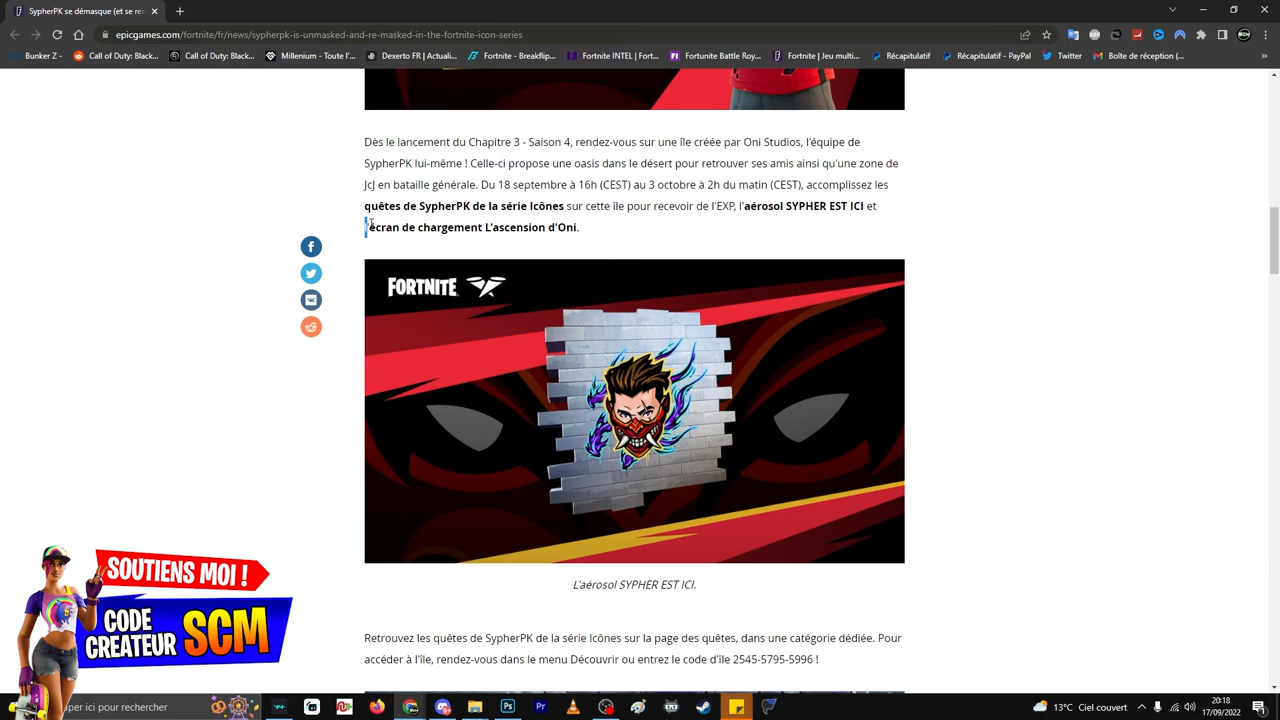 SypherPK se démasque (et se re
epicgames.com/fortnite/fr/news/sypherpk-is-unmasked-and-re-masked-in-the-fortnite-icon-series
Bunker Z -
Call of Duty: Black...
Call of Duty: Black...
Millenium - Toute l'...
Dexerto FR | Actuali...
Fortnite - Breakflip...
Fortnite INTEL | Fort...
Fortunite Battle Roy...
Fortnite | Jeu multi...
Récapitulatif
Récapitulatif - PayPal
Twitter
Boîte de réception (...
Dès le lancement du Chapitre 3 - Saison 4, rendez-vous sur une île créée par Oni Studios, l'équipe de
SypherPK lui-même ! Celle-ci propose une oasis dans le désert pour retrouver ses amis ainsi qu'une zone de
JcJ en bataille générale. Du 18 septembre à 16h (CEST) au 3 octobre à 2h du matin (CEST), accomplissez les
quêtes de SypherPK de la série Icônes sur cette île pour recevoir de l'EXP, l'aérosol SYPHER EST ICI et
l'écran de chargement L'ascension d'Oni.
FORTNITE
L'aérosol SYPHER EST ICI.
SOUTIENS MOI !
CODE
CREATEUR SCM
Retrouvez les quêtes de SypherPK de la série Icônes sur la page des quêtes, dans une catégorie dédiée. Pour
accéder à l'île, rendez-vous dans le menu Découvrir ou entrez le code d'île 2545-5795-5996 !
per ici pour rechercher
13°C Ciel couvert
20:18
17/09/2022